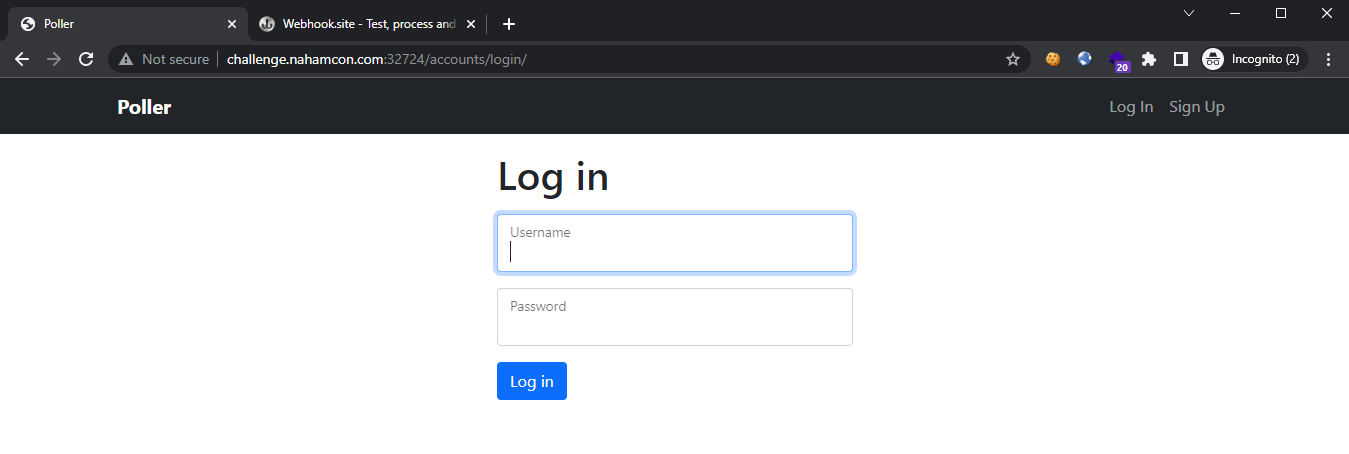 Poller
Webhook.site - Test, process and
Not secure
challenge.nahamcon.com:32724/accounts/login/
20
Incognito (2)
Poller
Log In
Sign Up
Log in
Username
Password
Log in